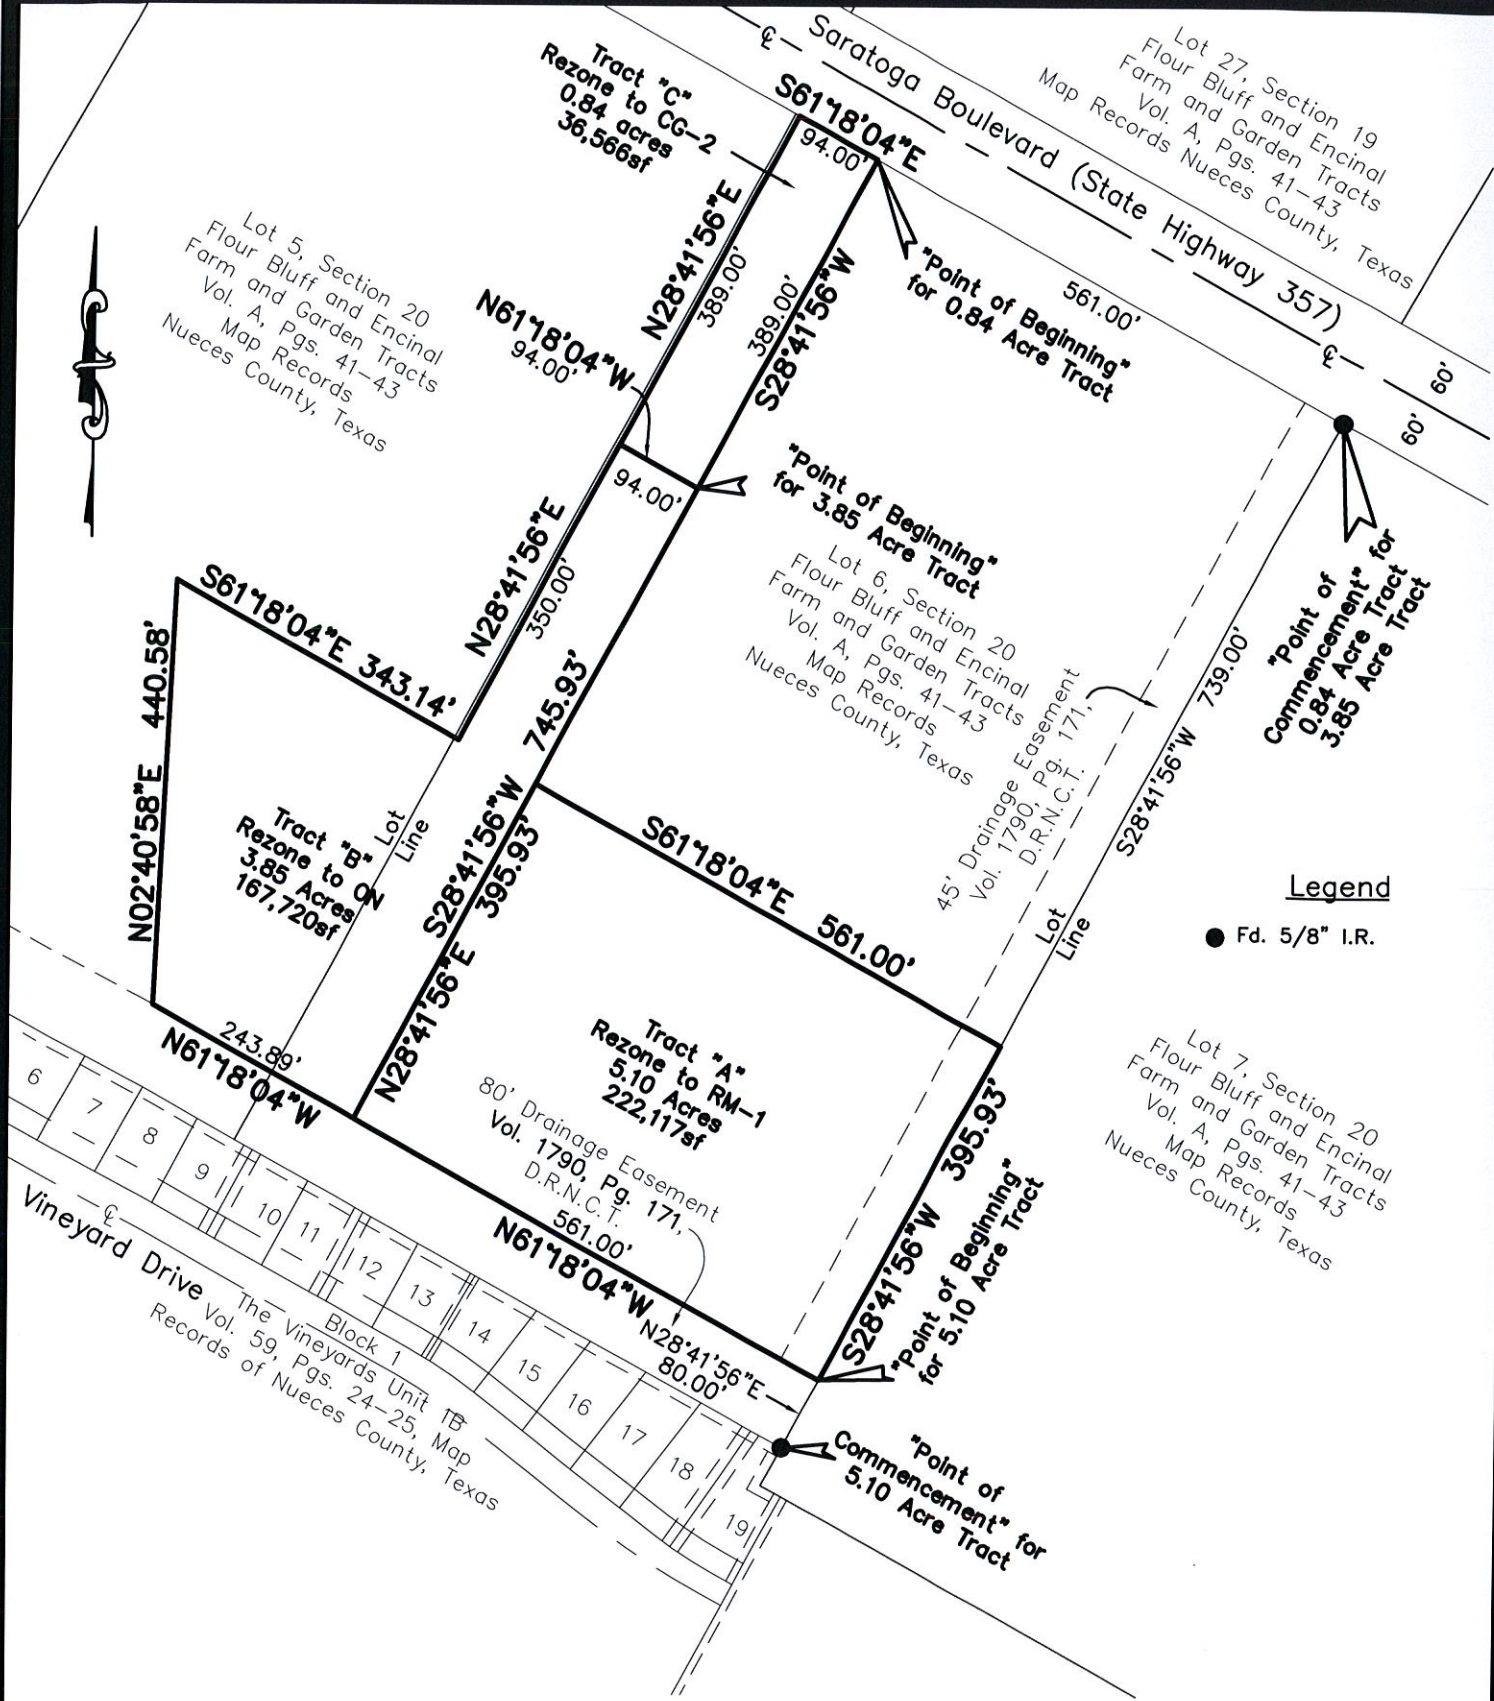 Lot 27, Section 19
Flour Bluff and Encinal
Farm and Garden Tracts
Vol. A, Pgs. 41-43
Map Records Nueces County, Texas
℄
Saratoga Boulevard (State Highway 357)
℄
60'
60'
Tract "C"
Rezone to CG-2
0.84 acres
36,566sf
S61°18'04"E
94.00'
Lot 5, Section 20
Flour Bluff and Encinal
Farm and Garden Tracts
Vol. A, Pgs. 41-43
Map Records
Nueces County, Texas
N28°41'56"E
389.00'
389.00'
S28°41'56"W
"Point of Beginning"
for 0.84 Acre Tract
561.00'
N61°18'04"W
94.00'
94.00'
"Point of Beginning"
for 3.85 Acre Tract
Lot 6, Section 20
Flour Bluff and Encinal
Farm and Garden Tracts
Vol. A, Pgs. 41-43
Map Records
Nueces County, Texas
"Point of
Commencement" for
0.84 Acre Tract
3.85 Acre Tract
N28°41'56"E
350.00'
S61°18'04"E 343.14'
N02°40'58"E 440.58'
S28°41'56"W 745.93'
S28°41'56"W 739.00'
45' Drainage Easement
Vol. 1790, Pg. 171,
D.R.N.C.T.
Lot
Line
Tract "B"
Rezone to ON
3.85 Acres
167,720sf
Lot
Line
N28°41'56"E 395.93'
S61°18'04"E 561.00'
Legend
Fd. 5/8" I.R.
243.89'
N61°18'04"W
Tract "A"
Rezone to RM-1
5.10 Acres
222,117sf
80' Drainage Easement
Vol. 1790, Pg. 171,
D.R.N.C.T.
561.00'
N61°18'04"W
S28°41'56"W 395.93'
Lot 7, Section 20
Flour Bluff and Encinal
Farm and Garden Tracts
Vol. A, Pgs. 41-43
Map Records
Nueces County, Texas
"Point of Beginning"
for 5.10 Acre Tract
N28°41'56"E
80.00'
"Point of
Commencement" for
5.10 Acre Tract
6
7
8
9
10
11
12
13
14
15
16
17
18
19
℄
Vineyard Drive
Block 1
The Vineyards Unit 1B
Vol. 59, Pgs. 24-25, Map
Records of Nueces County, Texas